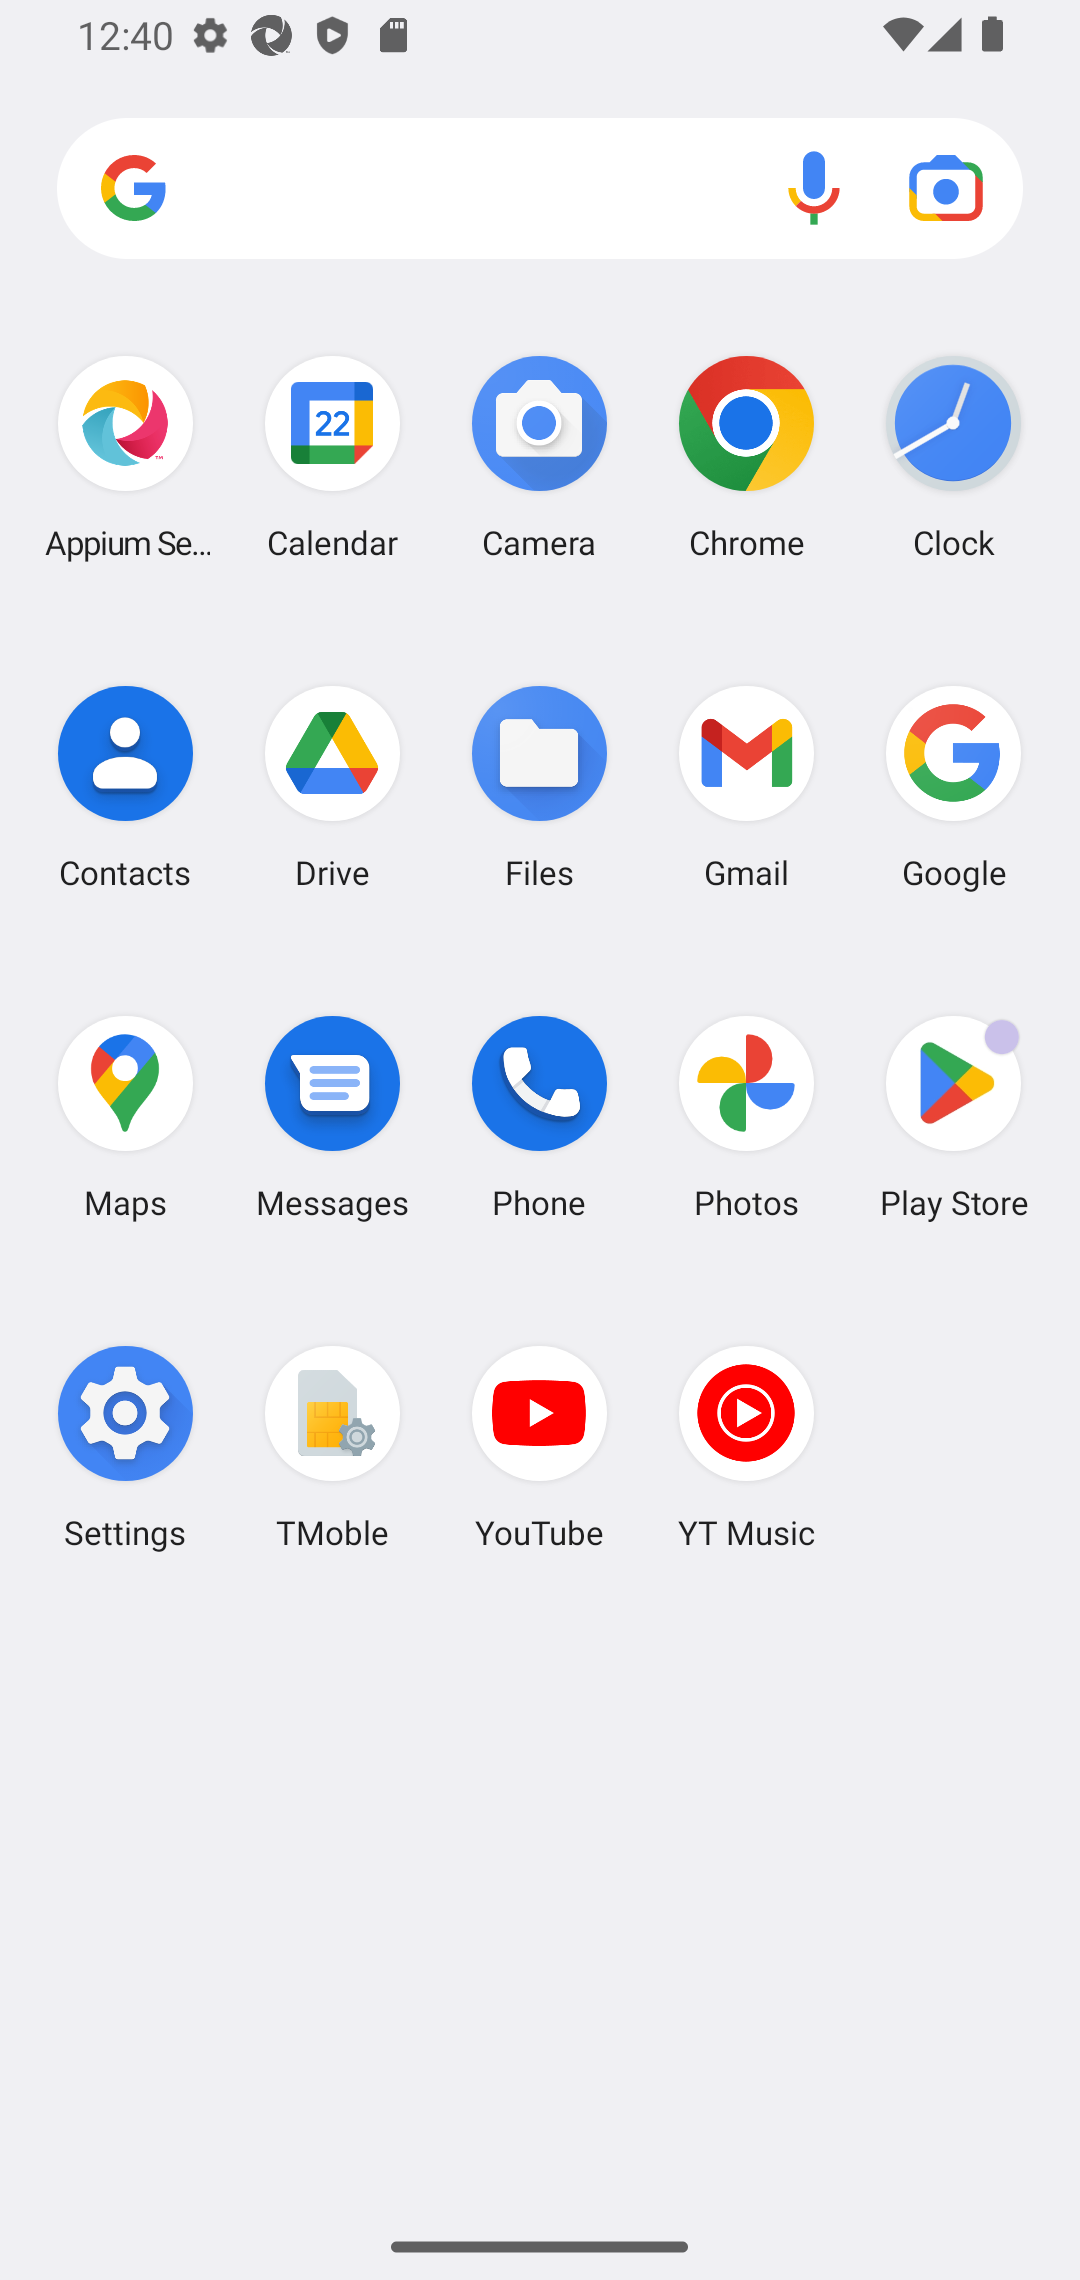 12:40
22
Appium Se...
Calendar
Camera
Chrome
Clock
Contacts
Drive
Files
Gmail
Google
Maps
Messages
Phone
Photos
Play Store
Settings
TMoble
YouTube
YT Music